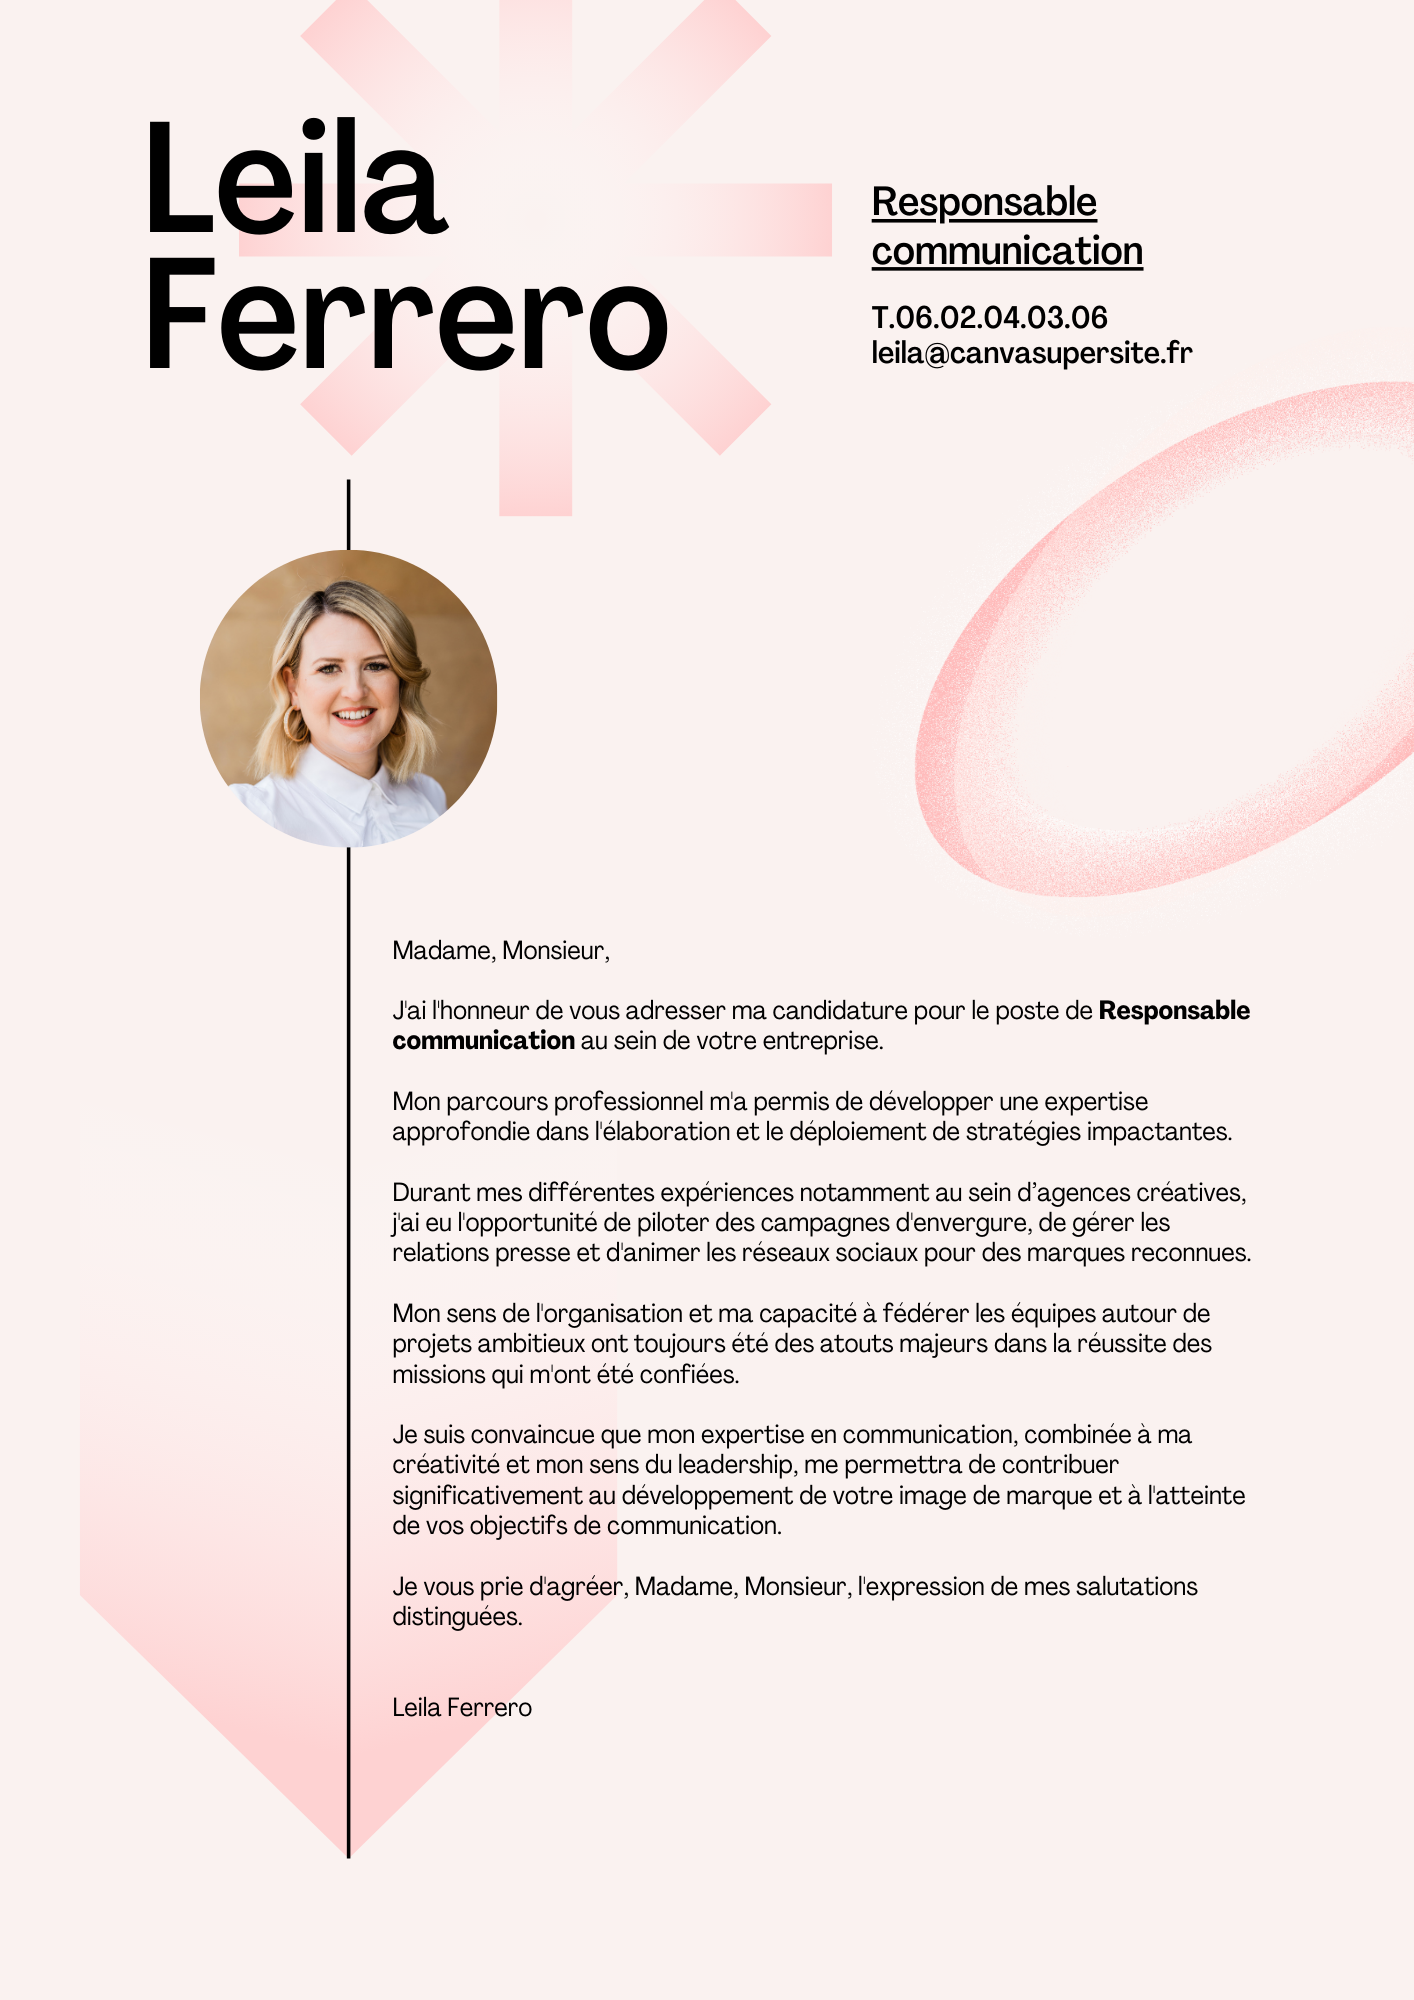 Leila
Ferrero
Responsable
communication
T.06.02.04.03.06
leila@canvasupersite.fr
Madame, Monsieur,
J'ai l'honneur de vous adresser ma candidature pour le poste de Responsable
communication au sein de votre entreprise.
Mon parcours professionnel m'a permis de développer une expertise
approfondie dans l'élaboration et le déploiement de stratégies impactantes.
Durant mes différentes expériences notamment au sein d’agences créatives,
j'ai eu l'opportunité de piloter des campagnes d'envergure, de gérer les
relations presse et d'animer les réseaux sociaux pour des marques reconnues.
Mon sens de l'organisation et ma capacité à fédérer les équipes autour de
projets ambitieux ont toujours été des atouts majeurs dans la réussite des
missions qui m'ont été confiées.
Je suis convaincue que mon expertise en communication, combinée à ma
créativité et mon sens du leadership, me permettra de contribuer
significativement au développement de votre image de marque et à l'atteinte
de vos objectifs de communication.
Je vous prie d'agréer, Madame, Monsieur, l'expression de mes salutations
distinguées.
Leila Ferrero